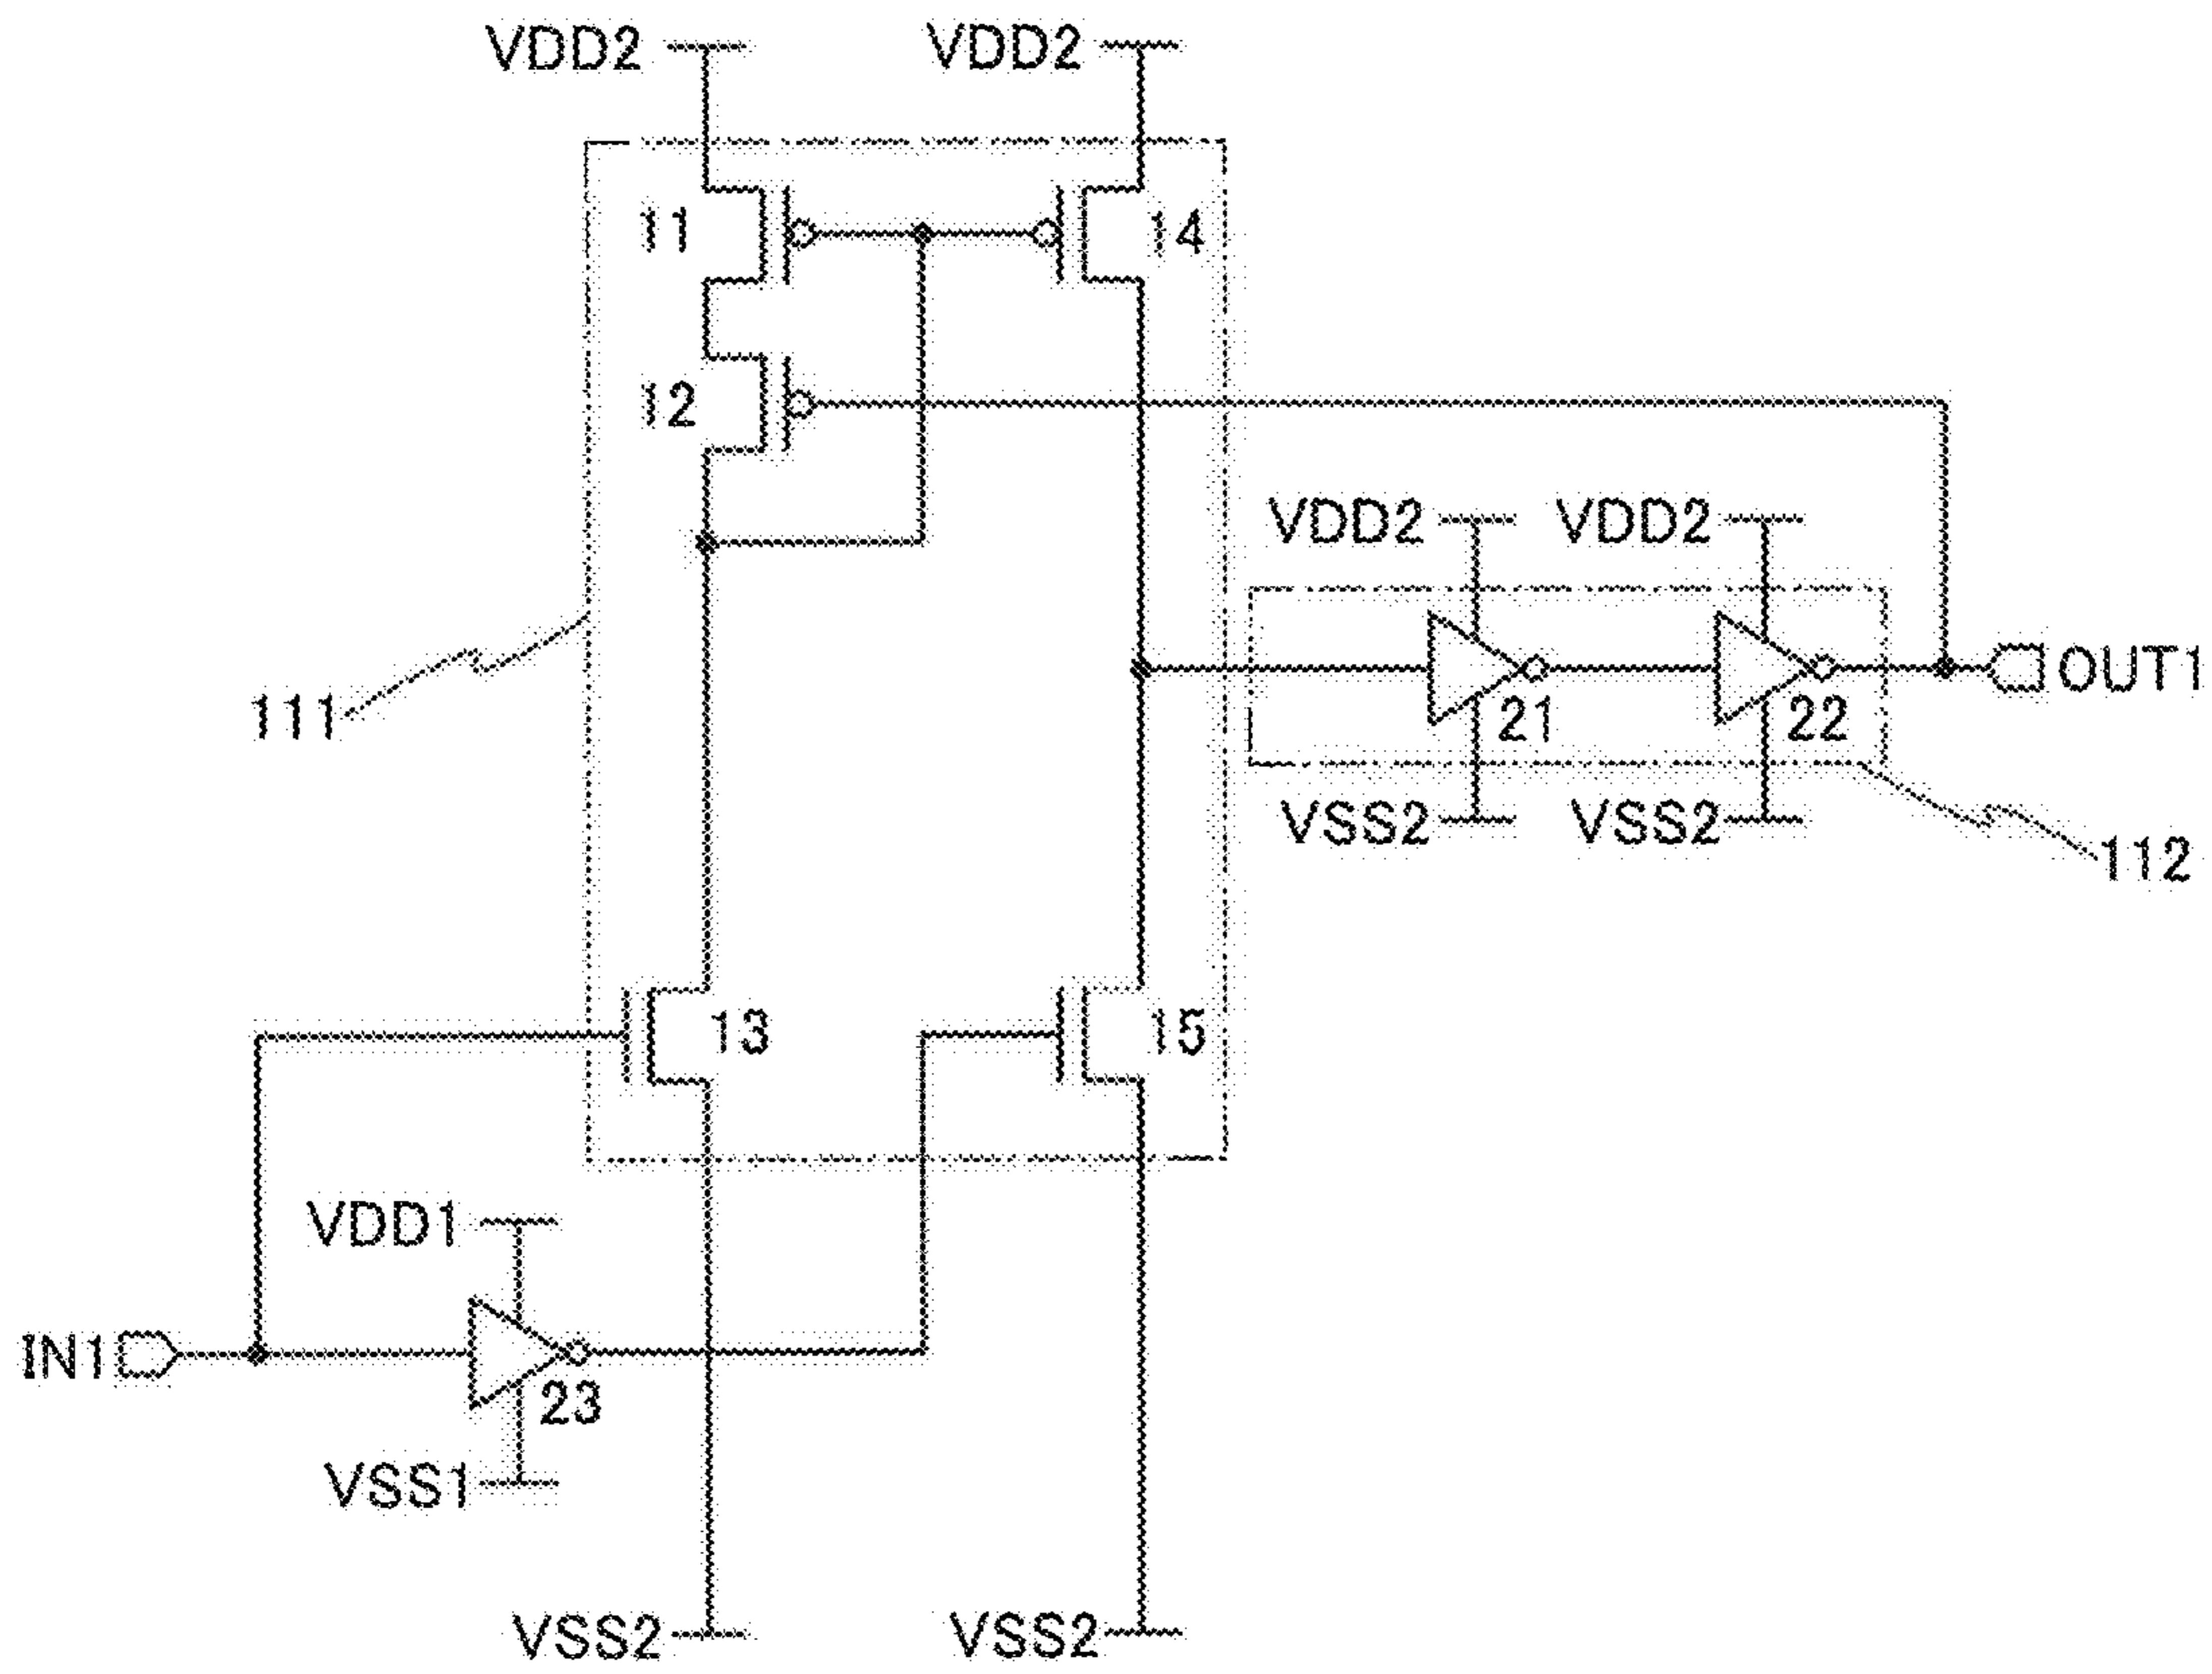 VDD2 VDD2
11 14
12
VDD2 VDD2
OUT1
21 22
111
VSS2 VSS2
112
13 15
VDD1
IN1
23
VSS1
VSS2 VSS2